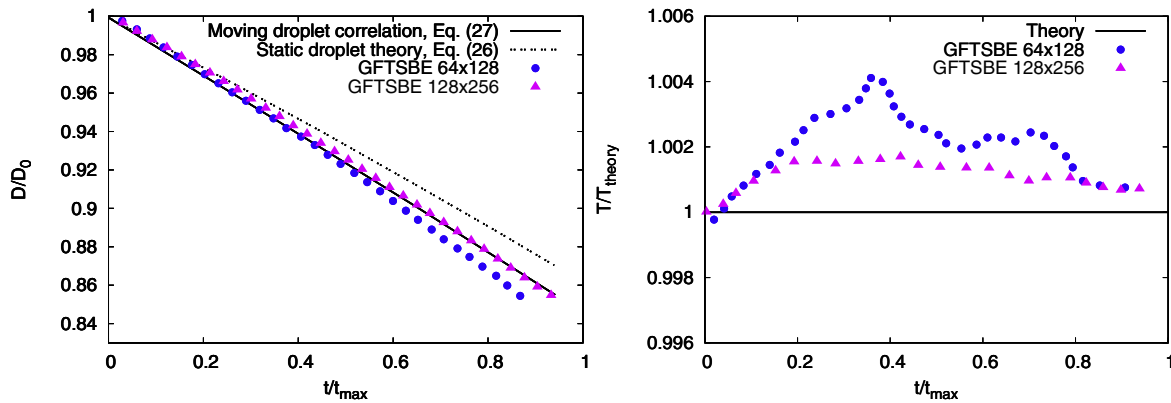 Moving droplet correlation, Eq. (27)
Static droplet theory, Eq. (26)
GFTSBE 64x128
GFTSBE 128x256
1
0.98
0.96
0.94
0.92
0.9
0.88
0.86
0.84
D/D0
0
0.2
0.4
0.6
0.8
1
t/tmax
Theory
GFTSBE 64x128
GFTSBE 128x256
1.006
1.004
1.002
1
0.998
0.996
T/Ttheory
0
0.2
0.4
0.6
0.8
1
t/tmax